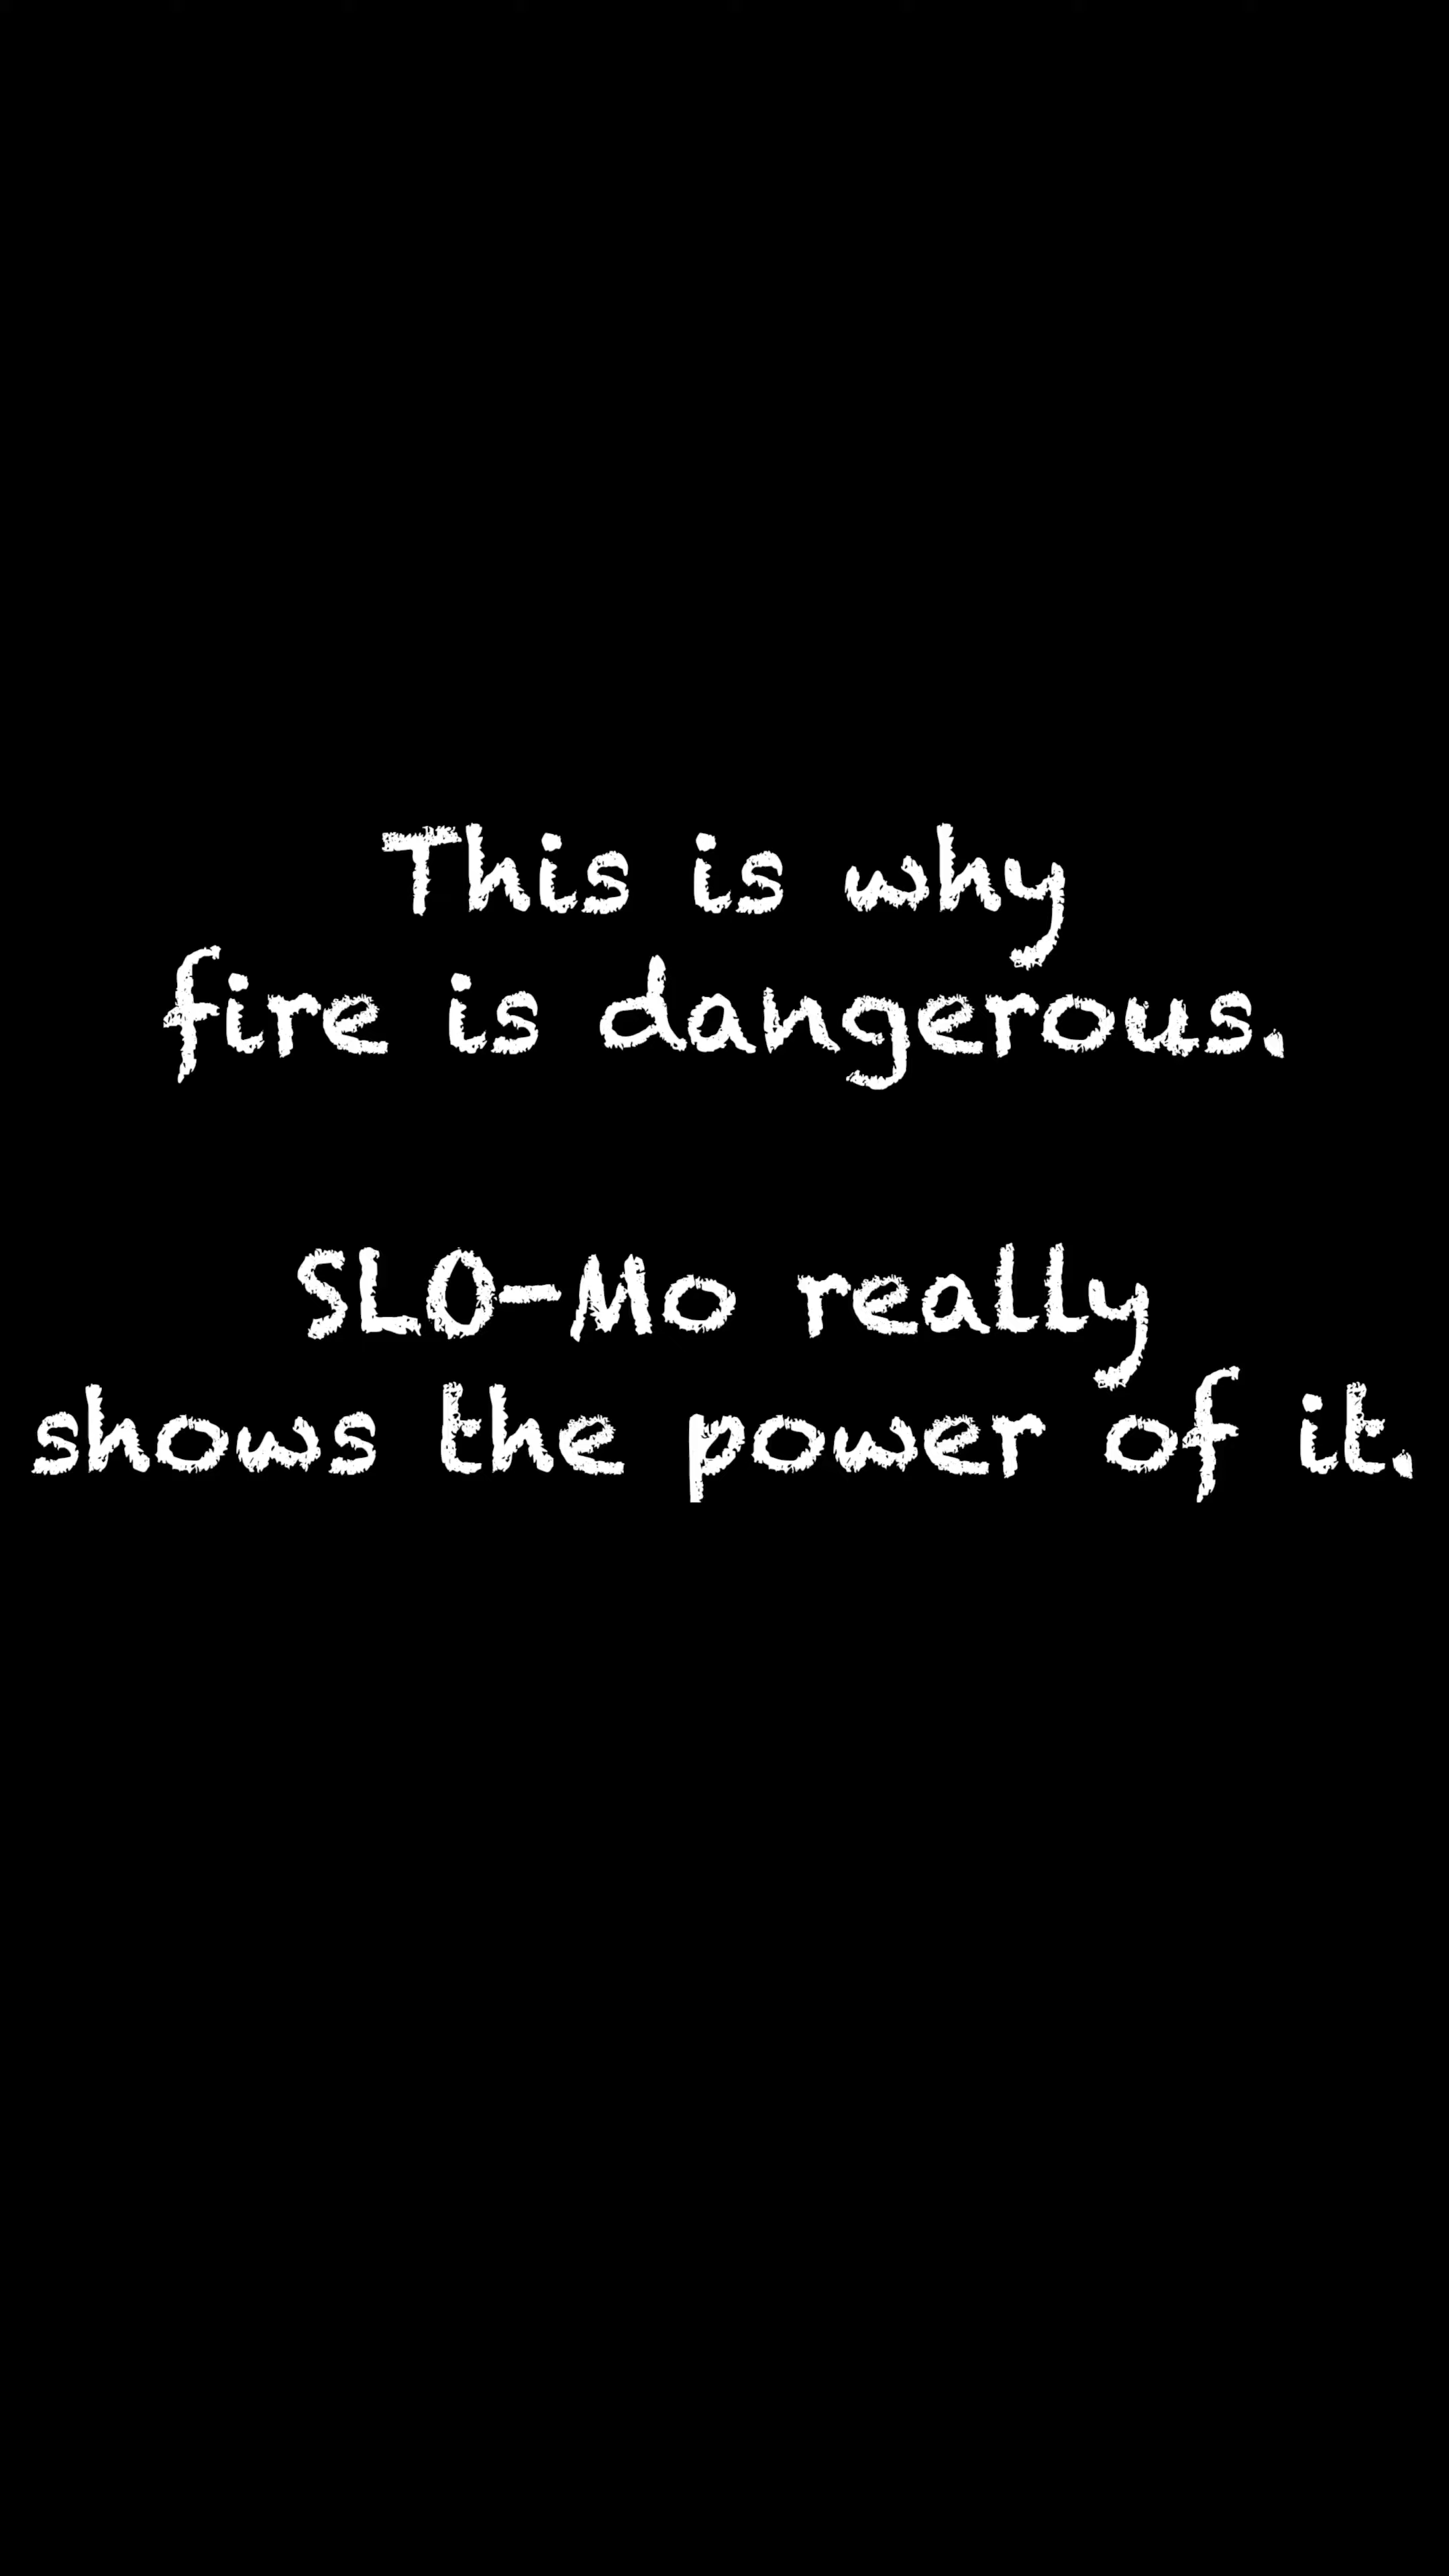 This is why
fire is dangerous.
SLO-Mo really
shows the power of it.